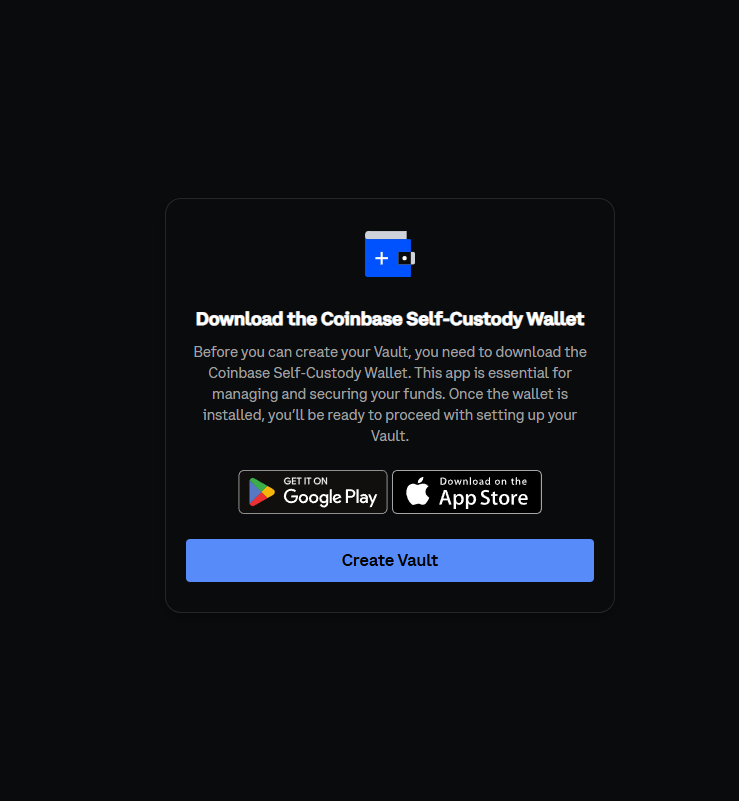 Download the Coinbase Self-Custody Wallet
Before you can create your Vault, you need to download the
Coinbase Self-Custody Wallet. This app is essential for
managing and securing your funds. Once the wallet is
installed, you’ll be ready to proceed with setting up your
Vault.
GET IT ON
Google Play
Download on the
App Store
Create Vault